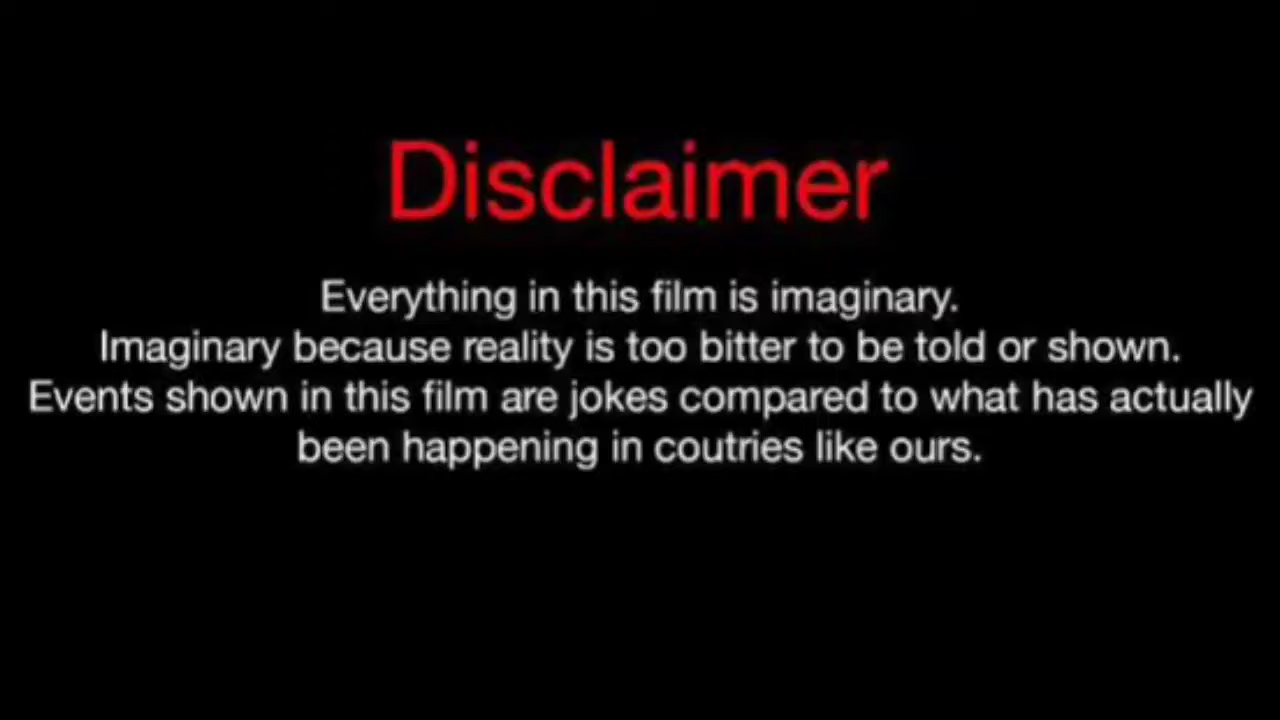 Disclaimer
Everything in this film is imaginary.
Imaginary because reality is too bitter to be told or shown.
Events shown in this film are jokes compared to what has actually
been happening in coutries like ours.